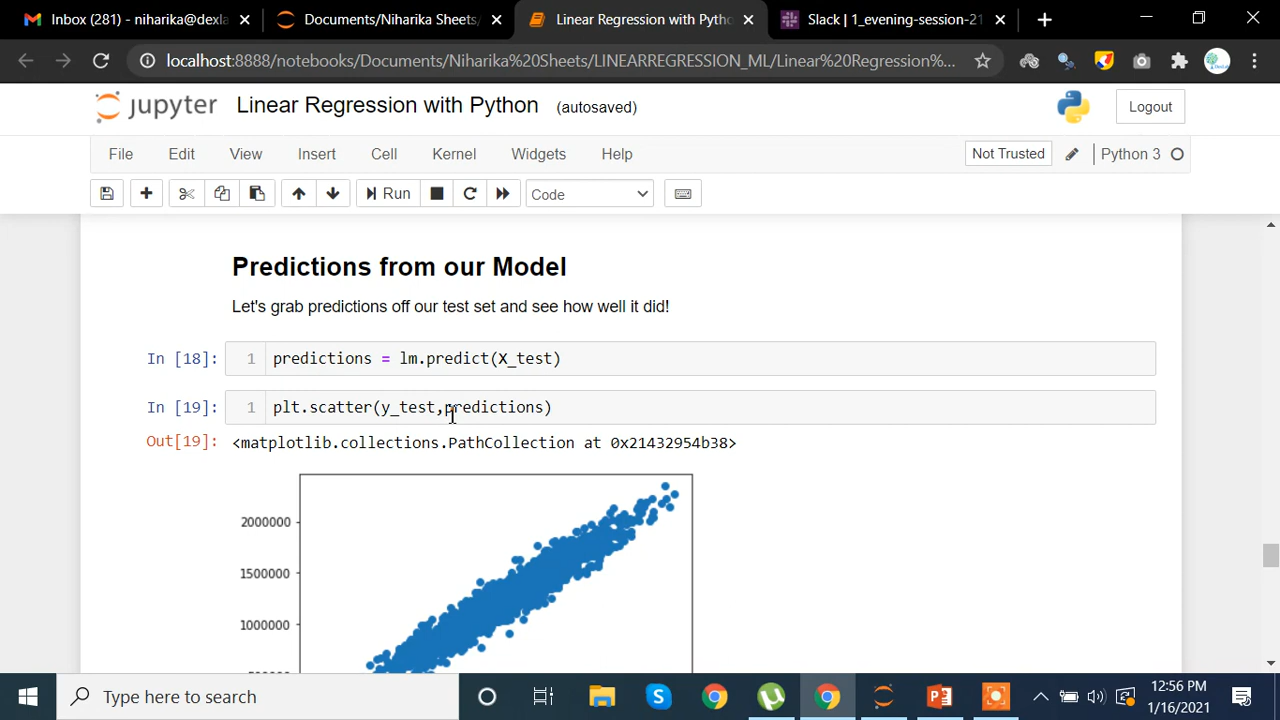 Inbox (281) - niharika@dexla
Documents/Niharika Sheets/
Linear Regression with Pytho
Slack | 1_evening-session-21
localhost:8888/notebooks/Documents/Niharika%20Sheets/LINEARREGRESSION_ML/Linear%20Regression%...
jupyter Linear Regression with Python (autosaved)
Logout
File Edit View Insert Cell Kernel Widgets Help
Not Trusted
Python 3
Run
Code
Predictions from our Model
Let's grab predictions off our test set and see how well it did!
In [18]: 1 predictions = lm.predict(X_test)
In [19]: 1 plt.scatter(y_test,predictions)
Out[19]: <matplotlib.collections.PathCollection at 0x21432954b38>
2000000
1500000
1000000
Type here to search
12:56 PM
1/16/2021